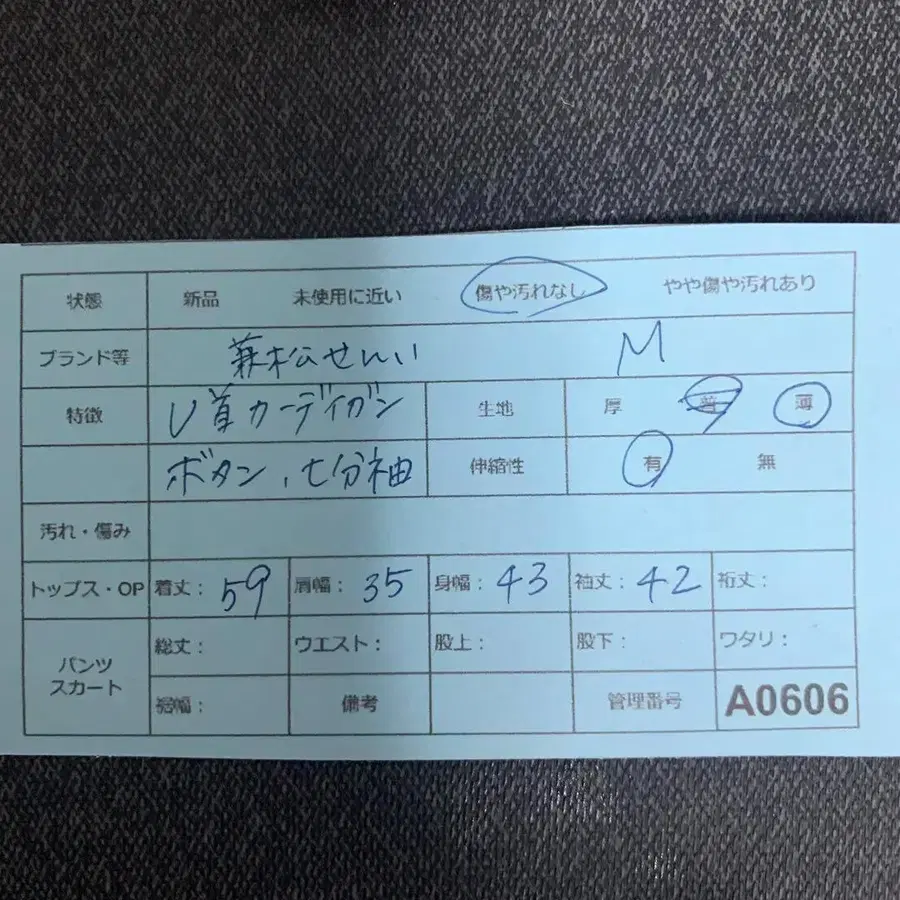 状態 新品 未使用に近い 傷や汚れなし やや傷や汚れあり
ブランド等 兼松せんい M
特徴 V首カーディガン 生地 厚 普 薄
ボタン、七分袖 伸縮性 有 無
汚れ・傷み
トップス・OP 着丈： 59 肩幅： 35 身幅： 43 袖丈： 42 裄丈：
パンツ スカート 総丈： ウエスト： 股上： 股下： ワタリ：
裾幅： 備考 管理番号 A0606